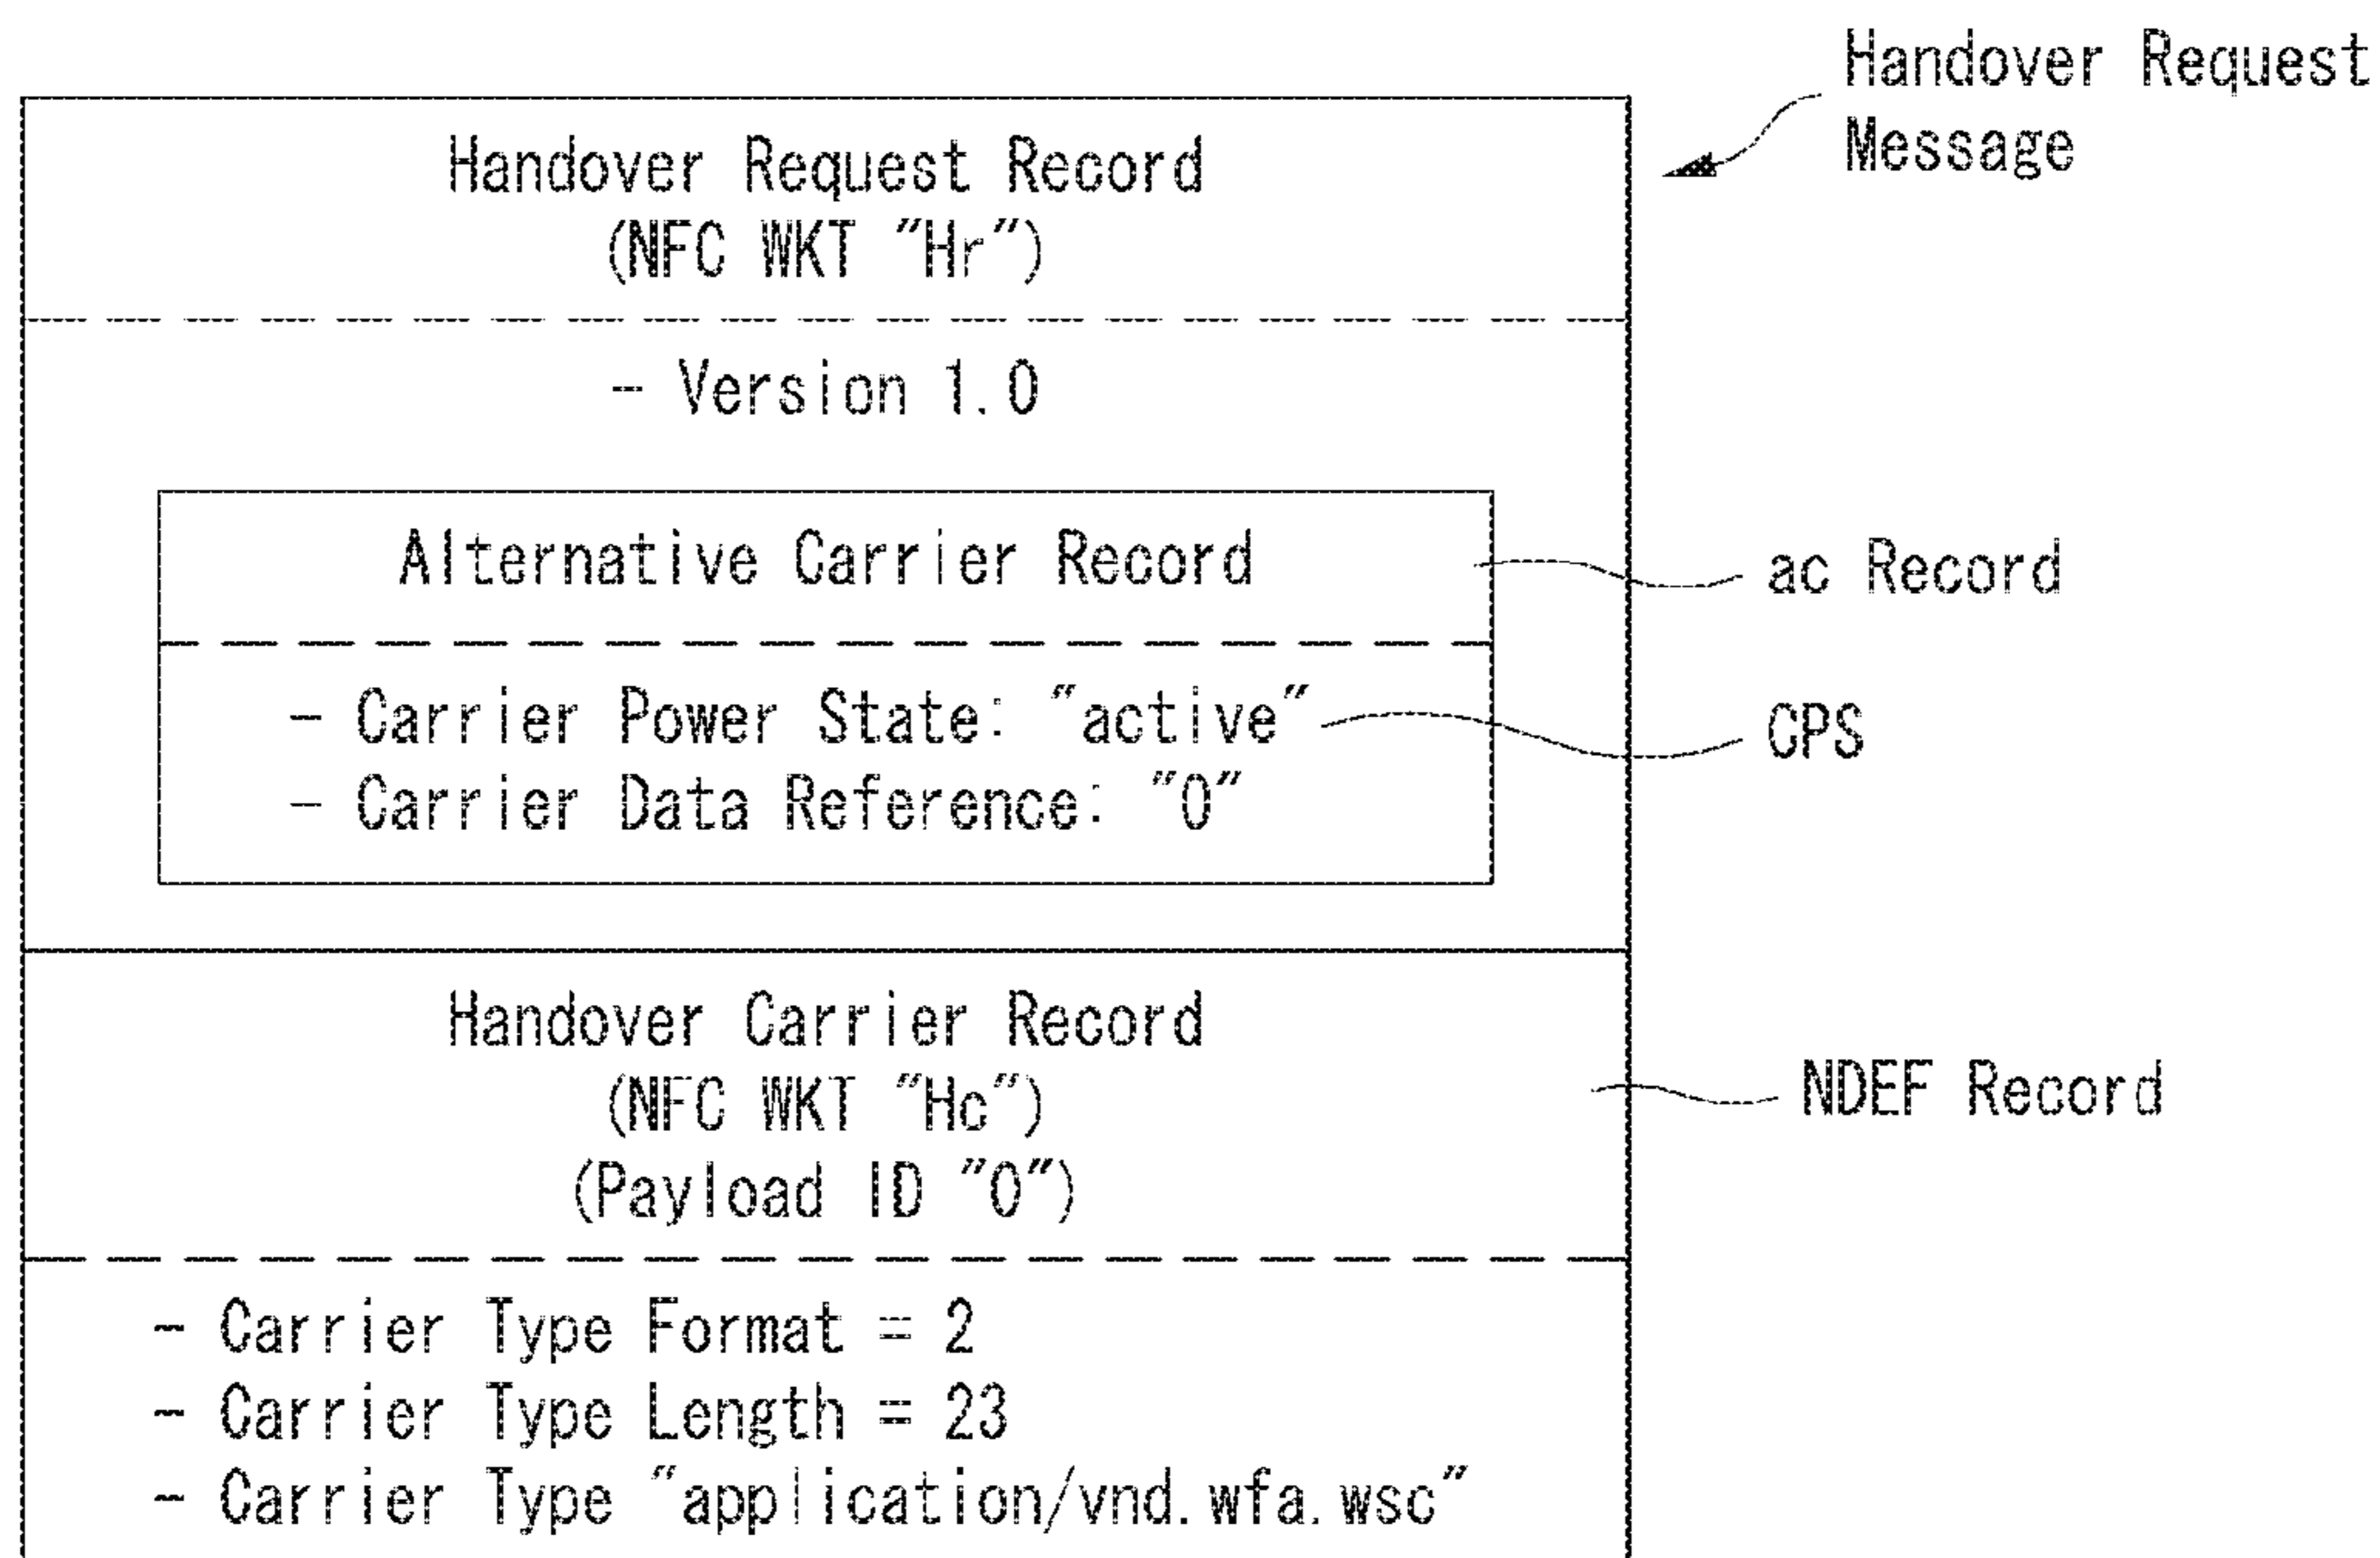 Handover Request
Message
Handover Request Record
(NFC WKT "Hr")
- Version 1.0
Alternative Carrier Record
ac Record
- Carrier Power State: "active"
CPS
- Carrier Data Reference: "0"
Handover Carrier Record
(NFC WKT "Hc")
NDEF Record
(Payload ID "0")
- Carrier Type Format = 2
- Carrier Type Length = 23
- Carrier Type "application/vnd.wfa.wsc"